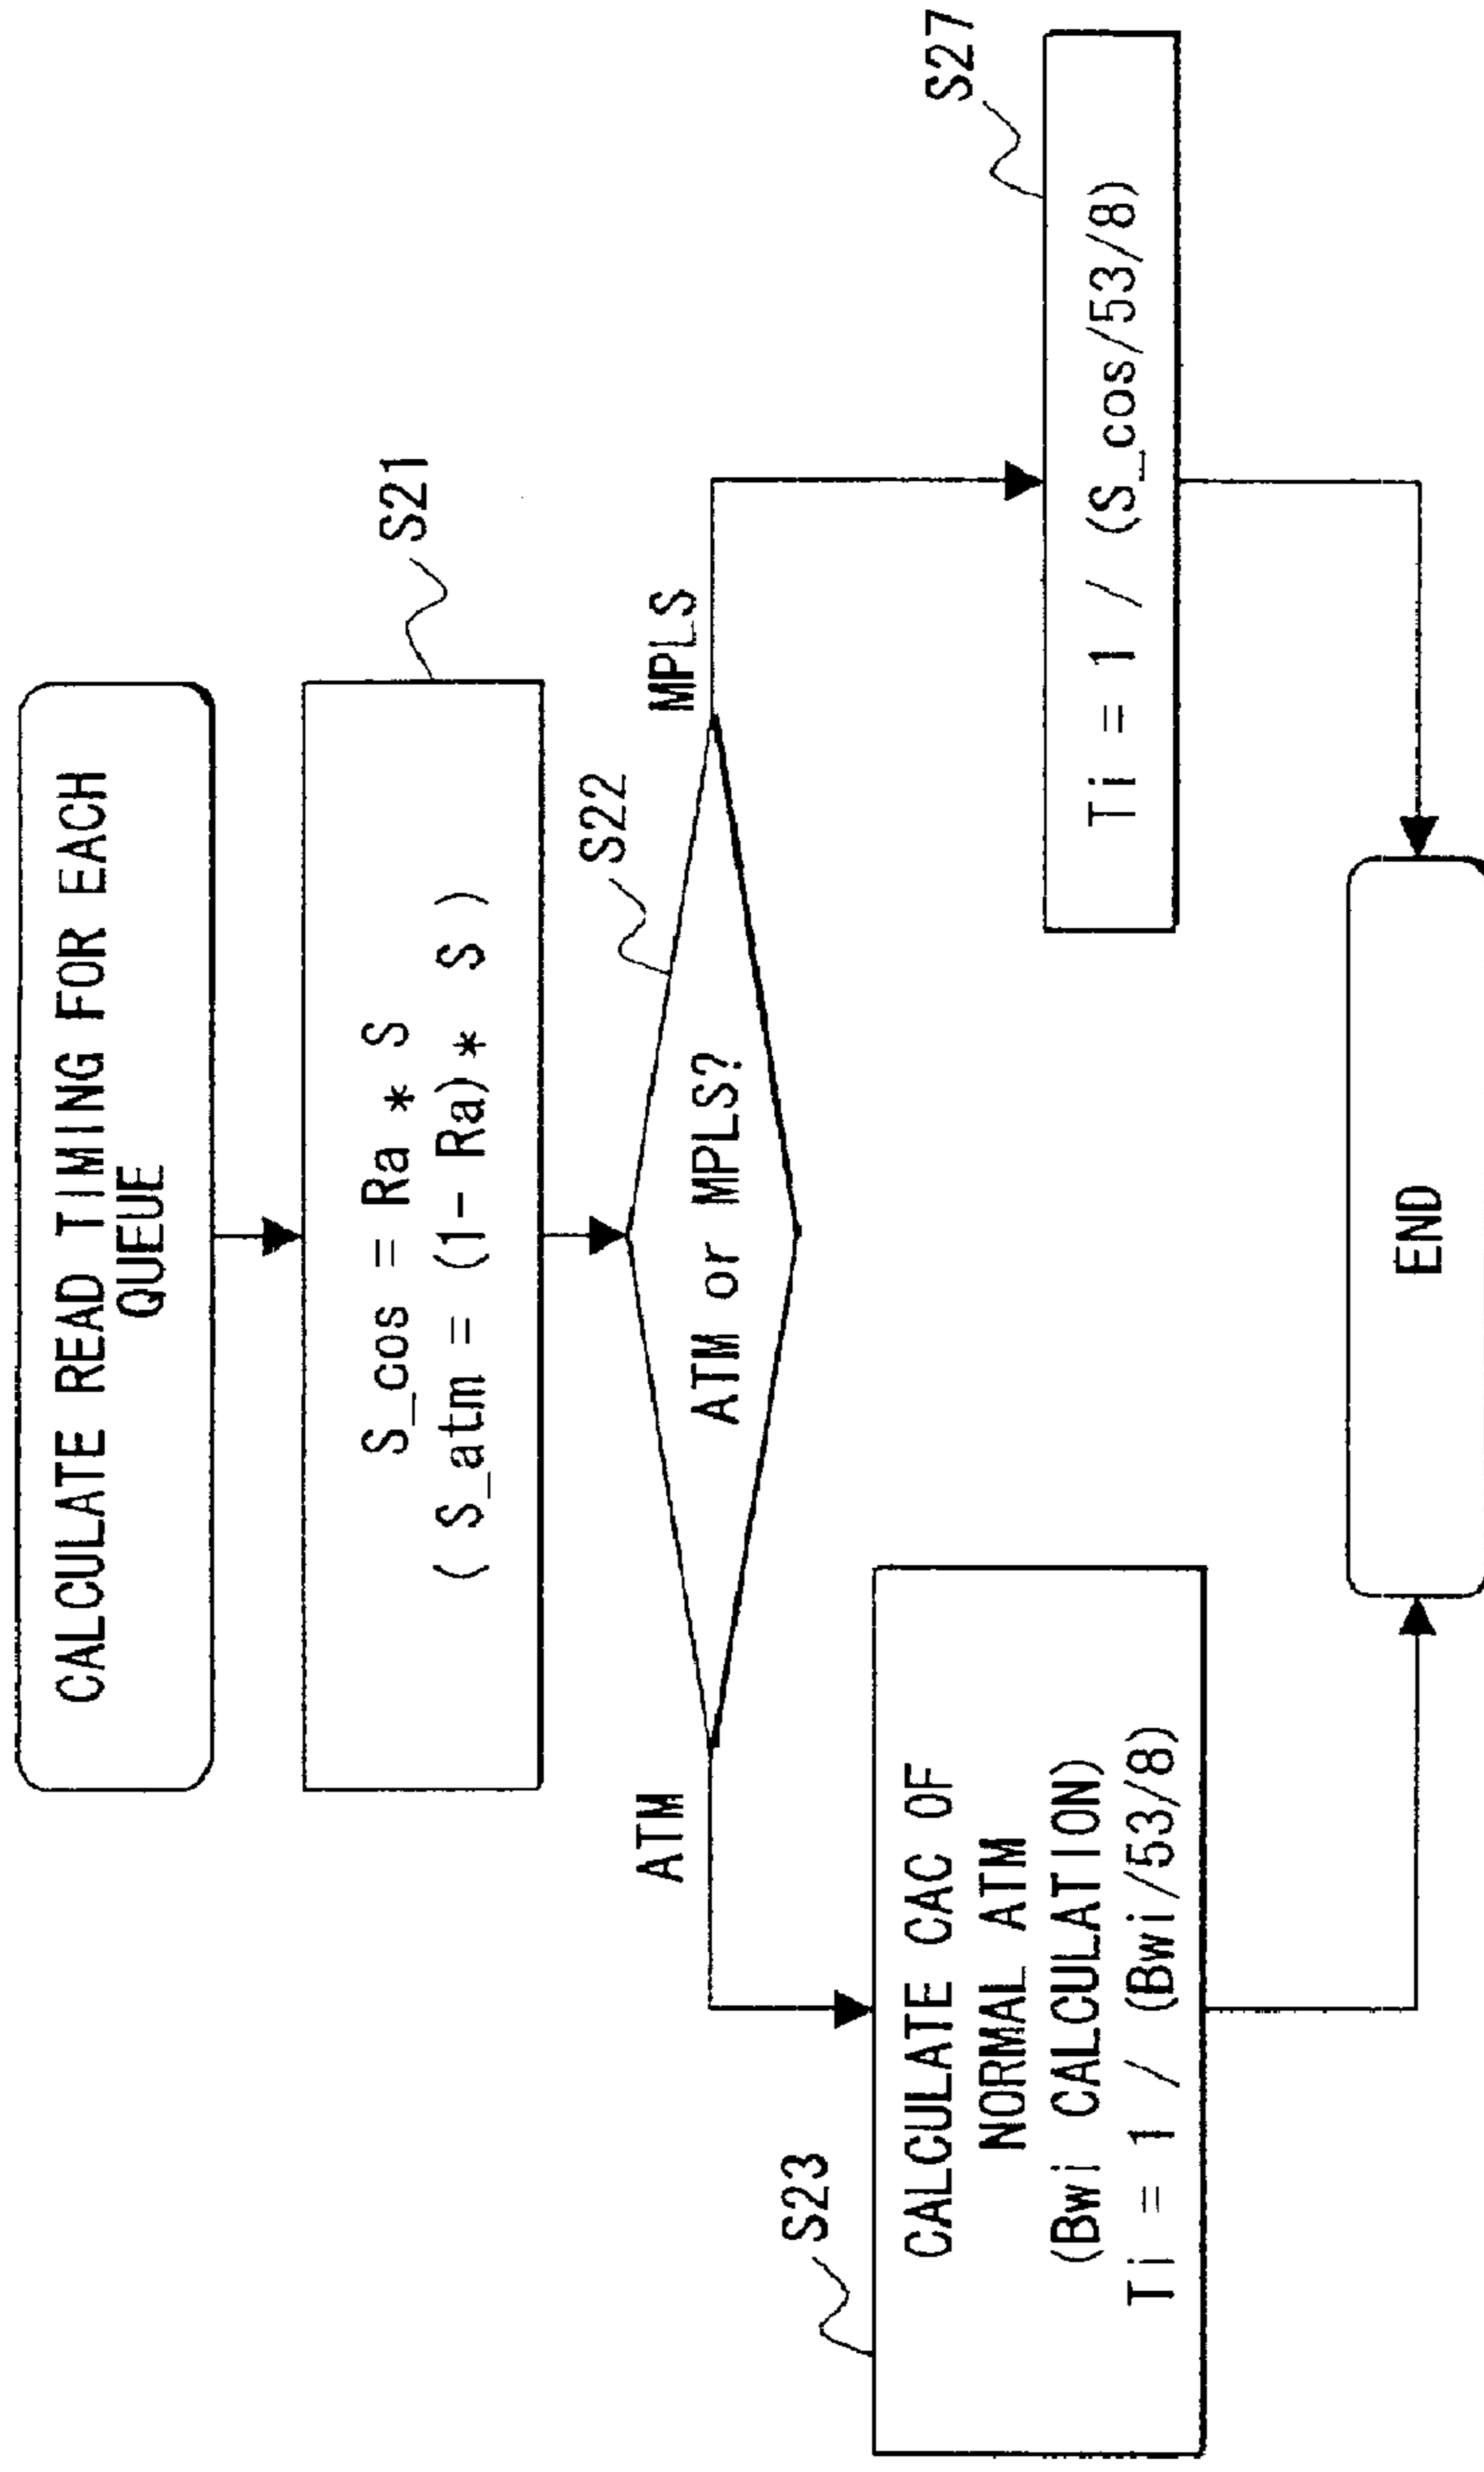 CALCULATE READ TIMING FOR EACH
QUEUE
S21
S_cos = Ra * S
( S_atm = (1- Ra) * S )
S22
ATM or MPLS?
ATM
MPLS
S23
CALCULATE CAC OF
NORMAL ATM
(Bwi CALCULATION)
Ti = 1 / (Bwi/53/8)
S27
Ti = 1 / (S_cos/53/8)
END